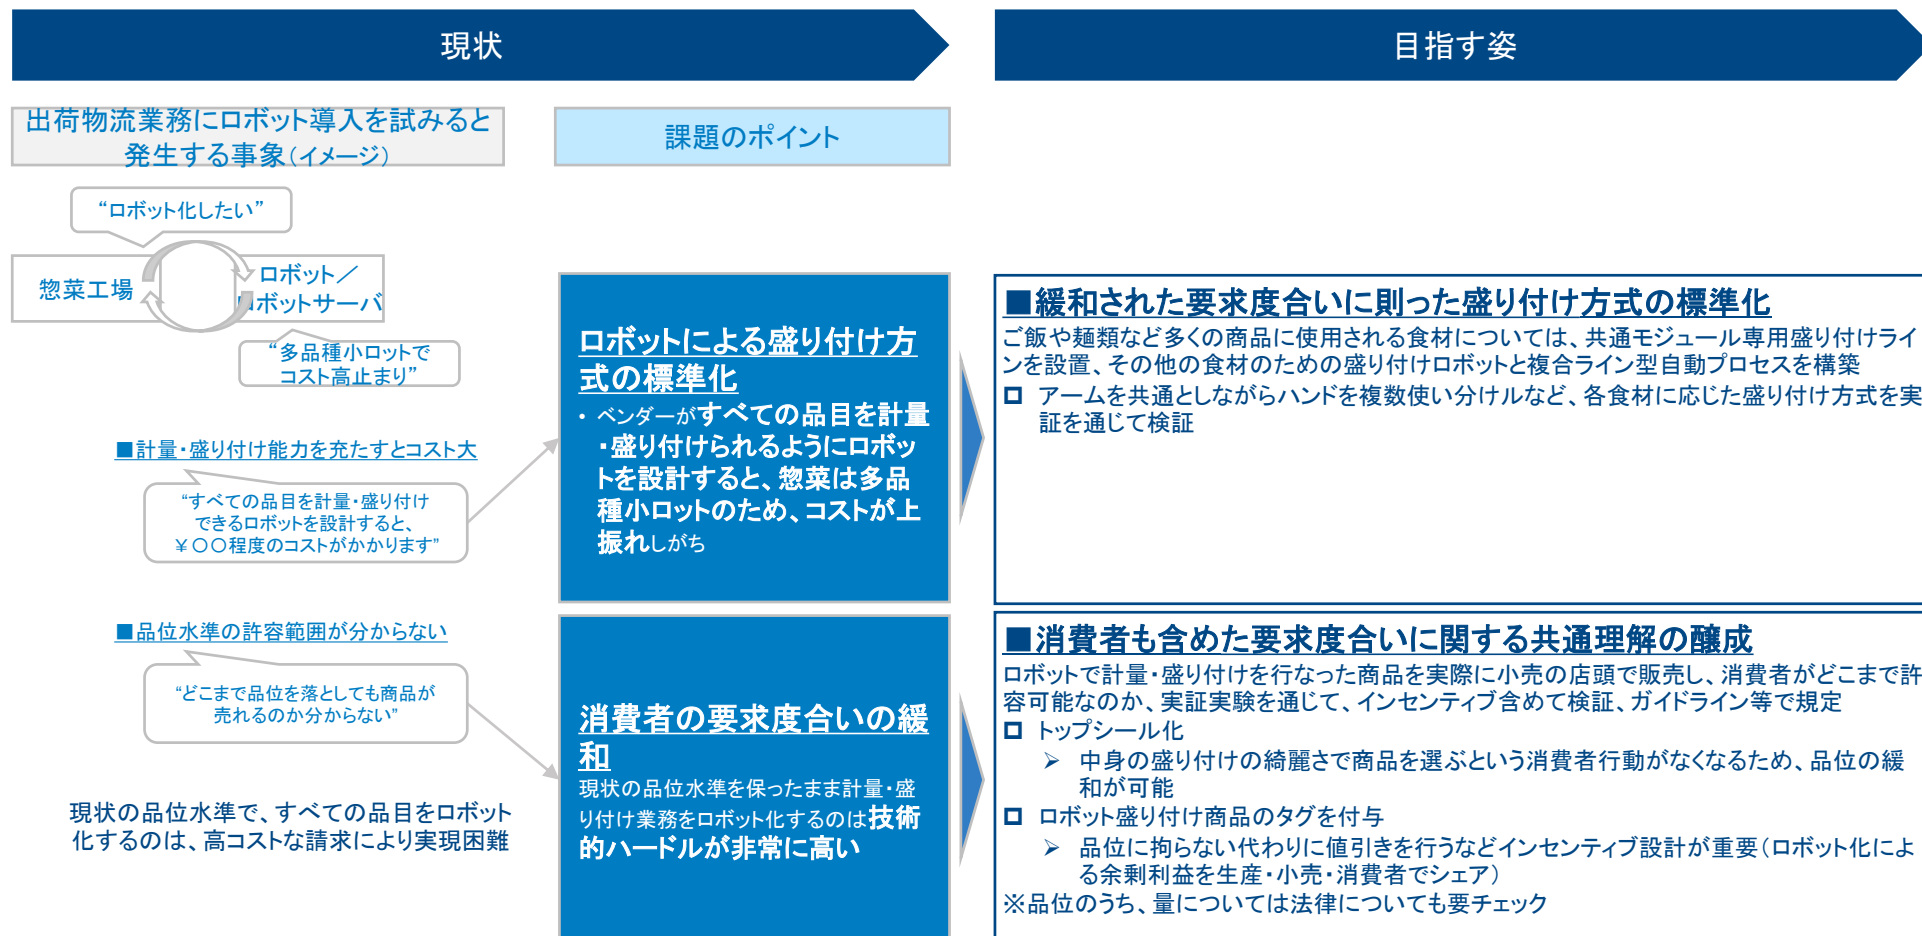 現状
目指す姿
出荷物流業務にロボット導入を試みると
発生する事象（イメージ）
課題のポイント
“ロボット化したい”
惣菜工場
ロボット／
ロボットサーバ
“多品種小ロットで
コスト高止まり”
■計量・盛り付け能力を充たすとコスト大
“すべての品目を計量・盛り付け
できるロボットを設計すると、
￥〇〇程度のコストがかかります”
■品位水準の許容範囲が分からない
“どこまで品位を落としても商品が
売れるのか分からない”
現状の品位水準で、すべての品目をロボット
化するのは、高コストな請求により実現困難
ロボットによる盛り付け方
式の標準化
• ベンダーがすべての品目を計量
・盛り付けられるようにロボッ
トを設計すると、惣菜は多品
種小ロットのため、コストが上
振れしがち
消費者の要求度合いの緩
和
現状の品位水準を保ったまま計量・盛
り付け業務をロボット化するのは技術
的ハードルが非常に高い
■緩和された要求度合いに則った盛り付け方式の標準化
ご飯や麺類など多くの商品に使用される食材については、共通モジュール専用盛り付けライ
ンを設置、その他の食材のための盛り付けロボットと複合ライン型自動プロセスを構築
アームを共通としながらハンドを複数使い分けルなど、各食材に応じた盛り付け方式を実
証を通じて検証
■消費者も含めた要求度合いに関する共通理解の醸成
ロボットで計量・盛り付けを行なった商品を実際に小売の店頭で販売し、消費者がどこまで許
容可能なのか、実証実験を通じて、インセンティブ含めて検証、ガイドライン等で規定
トップシール化
➢ 中身の盛り付けの綺麗さで商品を選ぶという消費者行動がなくなるため、品位の緩
和が可能
ロボット盛り付け商品のタグを付与
➢ 品位に拘らない代わりに値引きを行うなどインセンティブ設計が重要（ロボット化によ
る余剰利益を生産・小売・消費者でシェア）
※品位のうち、量については法律についても要チェック